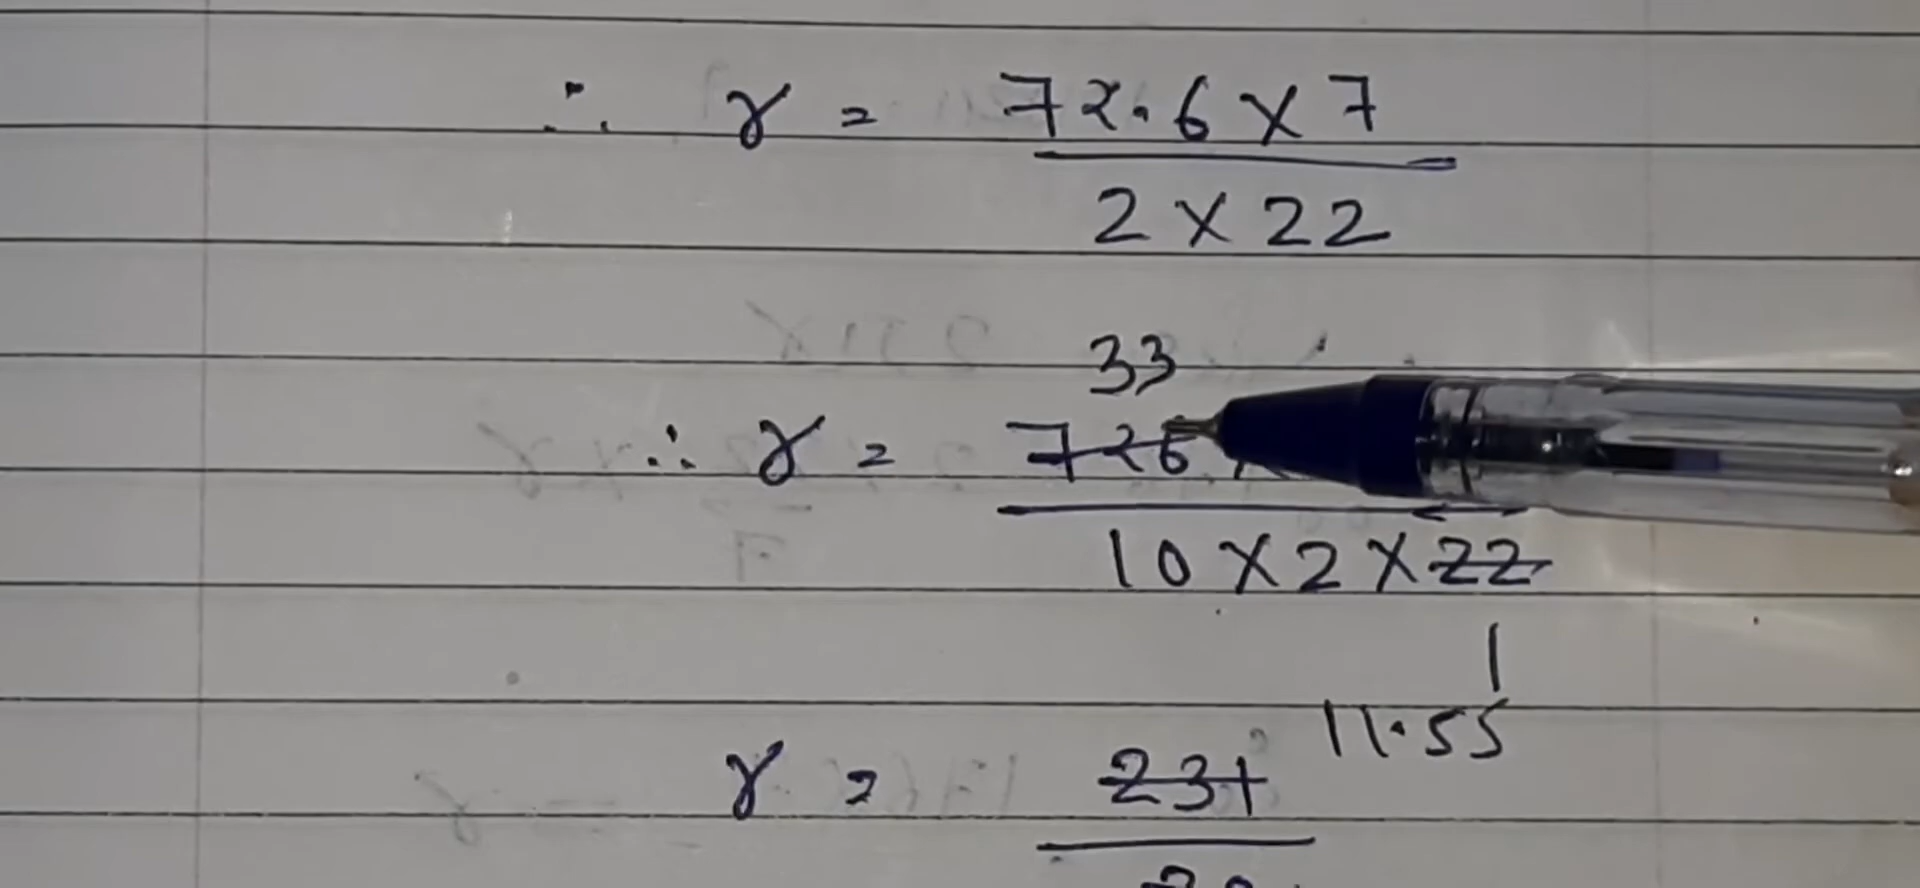 ∴ r = 72.6 × 7
2 × 22
33
∴ r = 726
10 × 2 × 22
1
11.55
r = 231